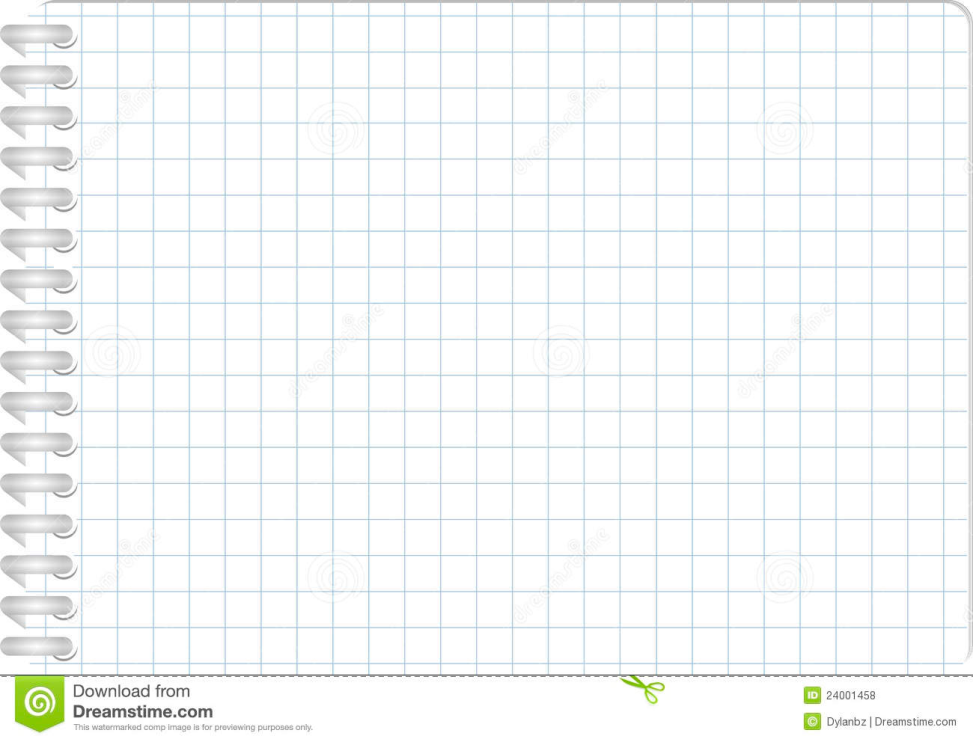 Download from
Dreamstime.com
This watermarked comp image is for previewing purposes only.
ID 24001458
© Dylanbz | Dreamstime.com